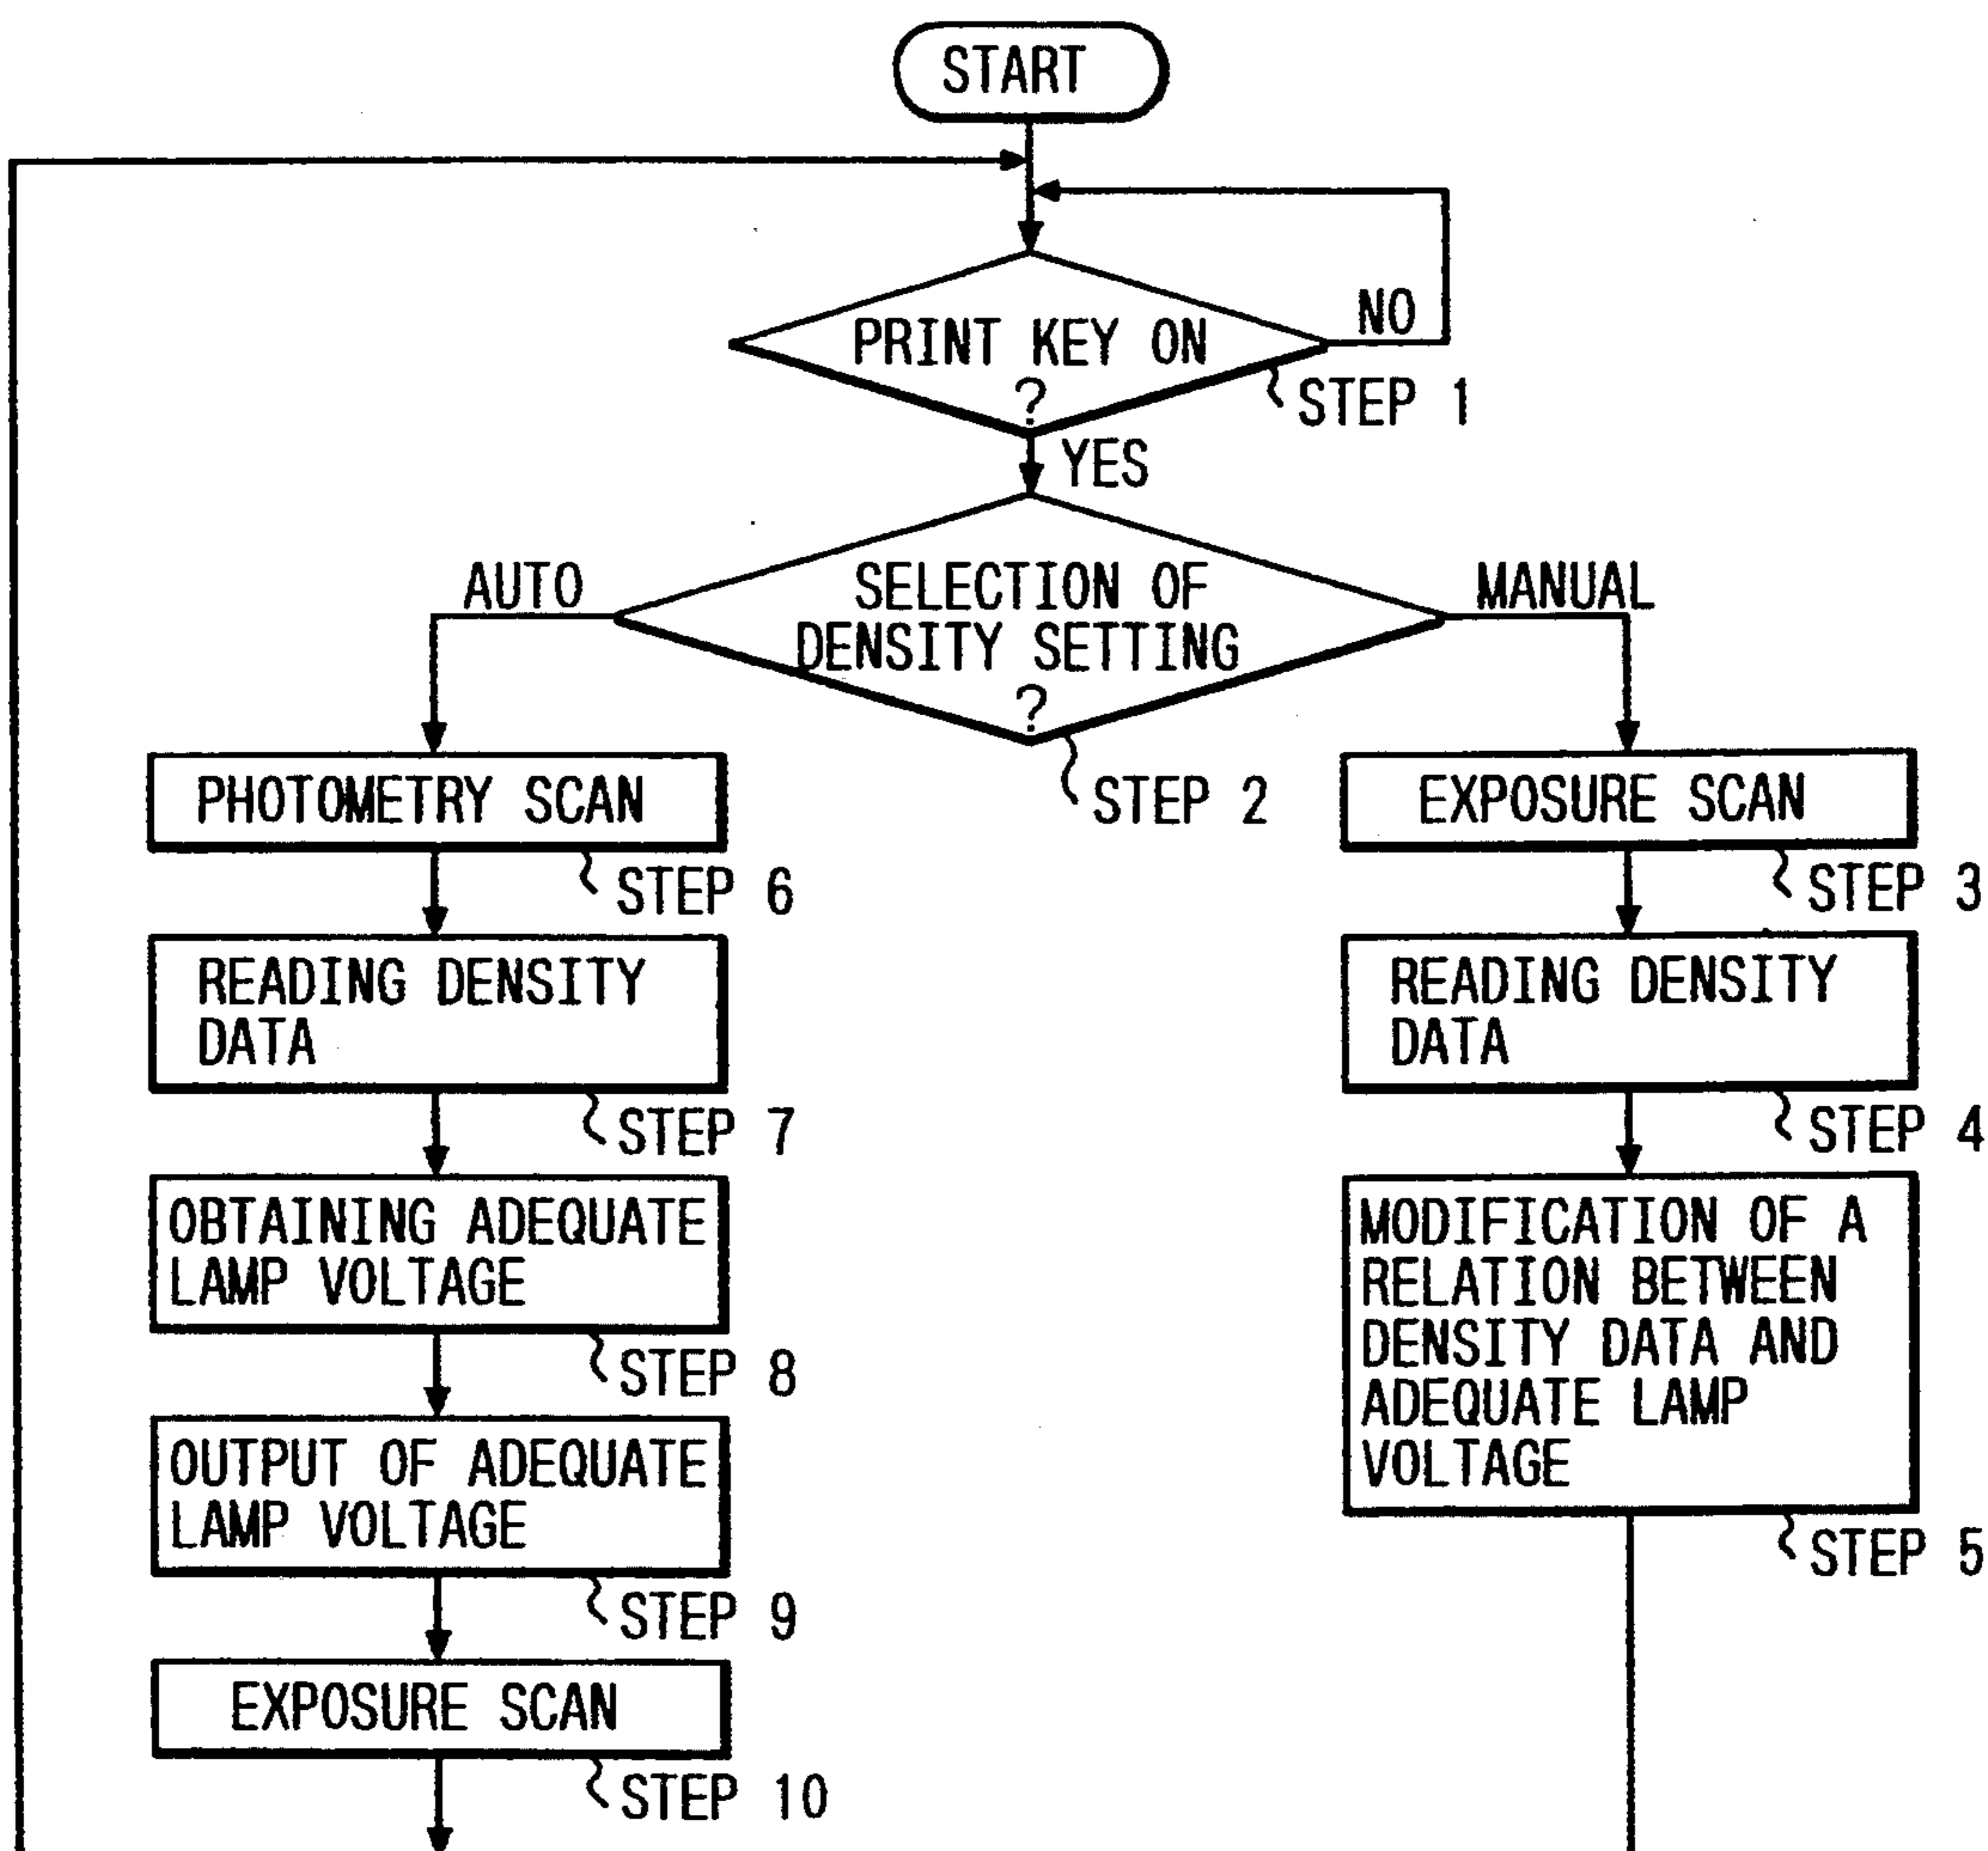 START
PRINT KEY ON
?
NO
STEP 1
YES
SELECTION OF
DENSITY SETTING
?
STEP 2
AUTO
MANUAL
PHOTOMETRY SCAN
STEP 6
READING DENSITY
DATA
STEP 7
OBTAINING ADEQUATE
LAMP VOLTAGE
STEP 8
OUTPUT OF ADEQUATE
LAMP VOLTAGE
STEP 9
EXPOSURE SCAN
STEP 10
EXPOSURE SCAN
STEP 3
READING DENSITY
DATA
STEP 4
MODIFICATION OF A
RELATION BETWEEN
DENSITY DATA AND
ADEQUATE LAMP
VOLTAGE
STEP 5